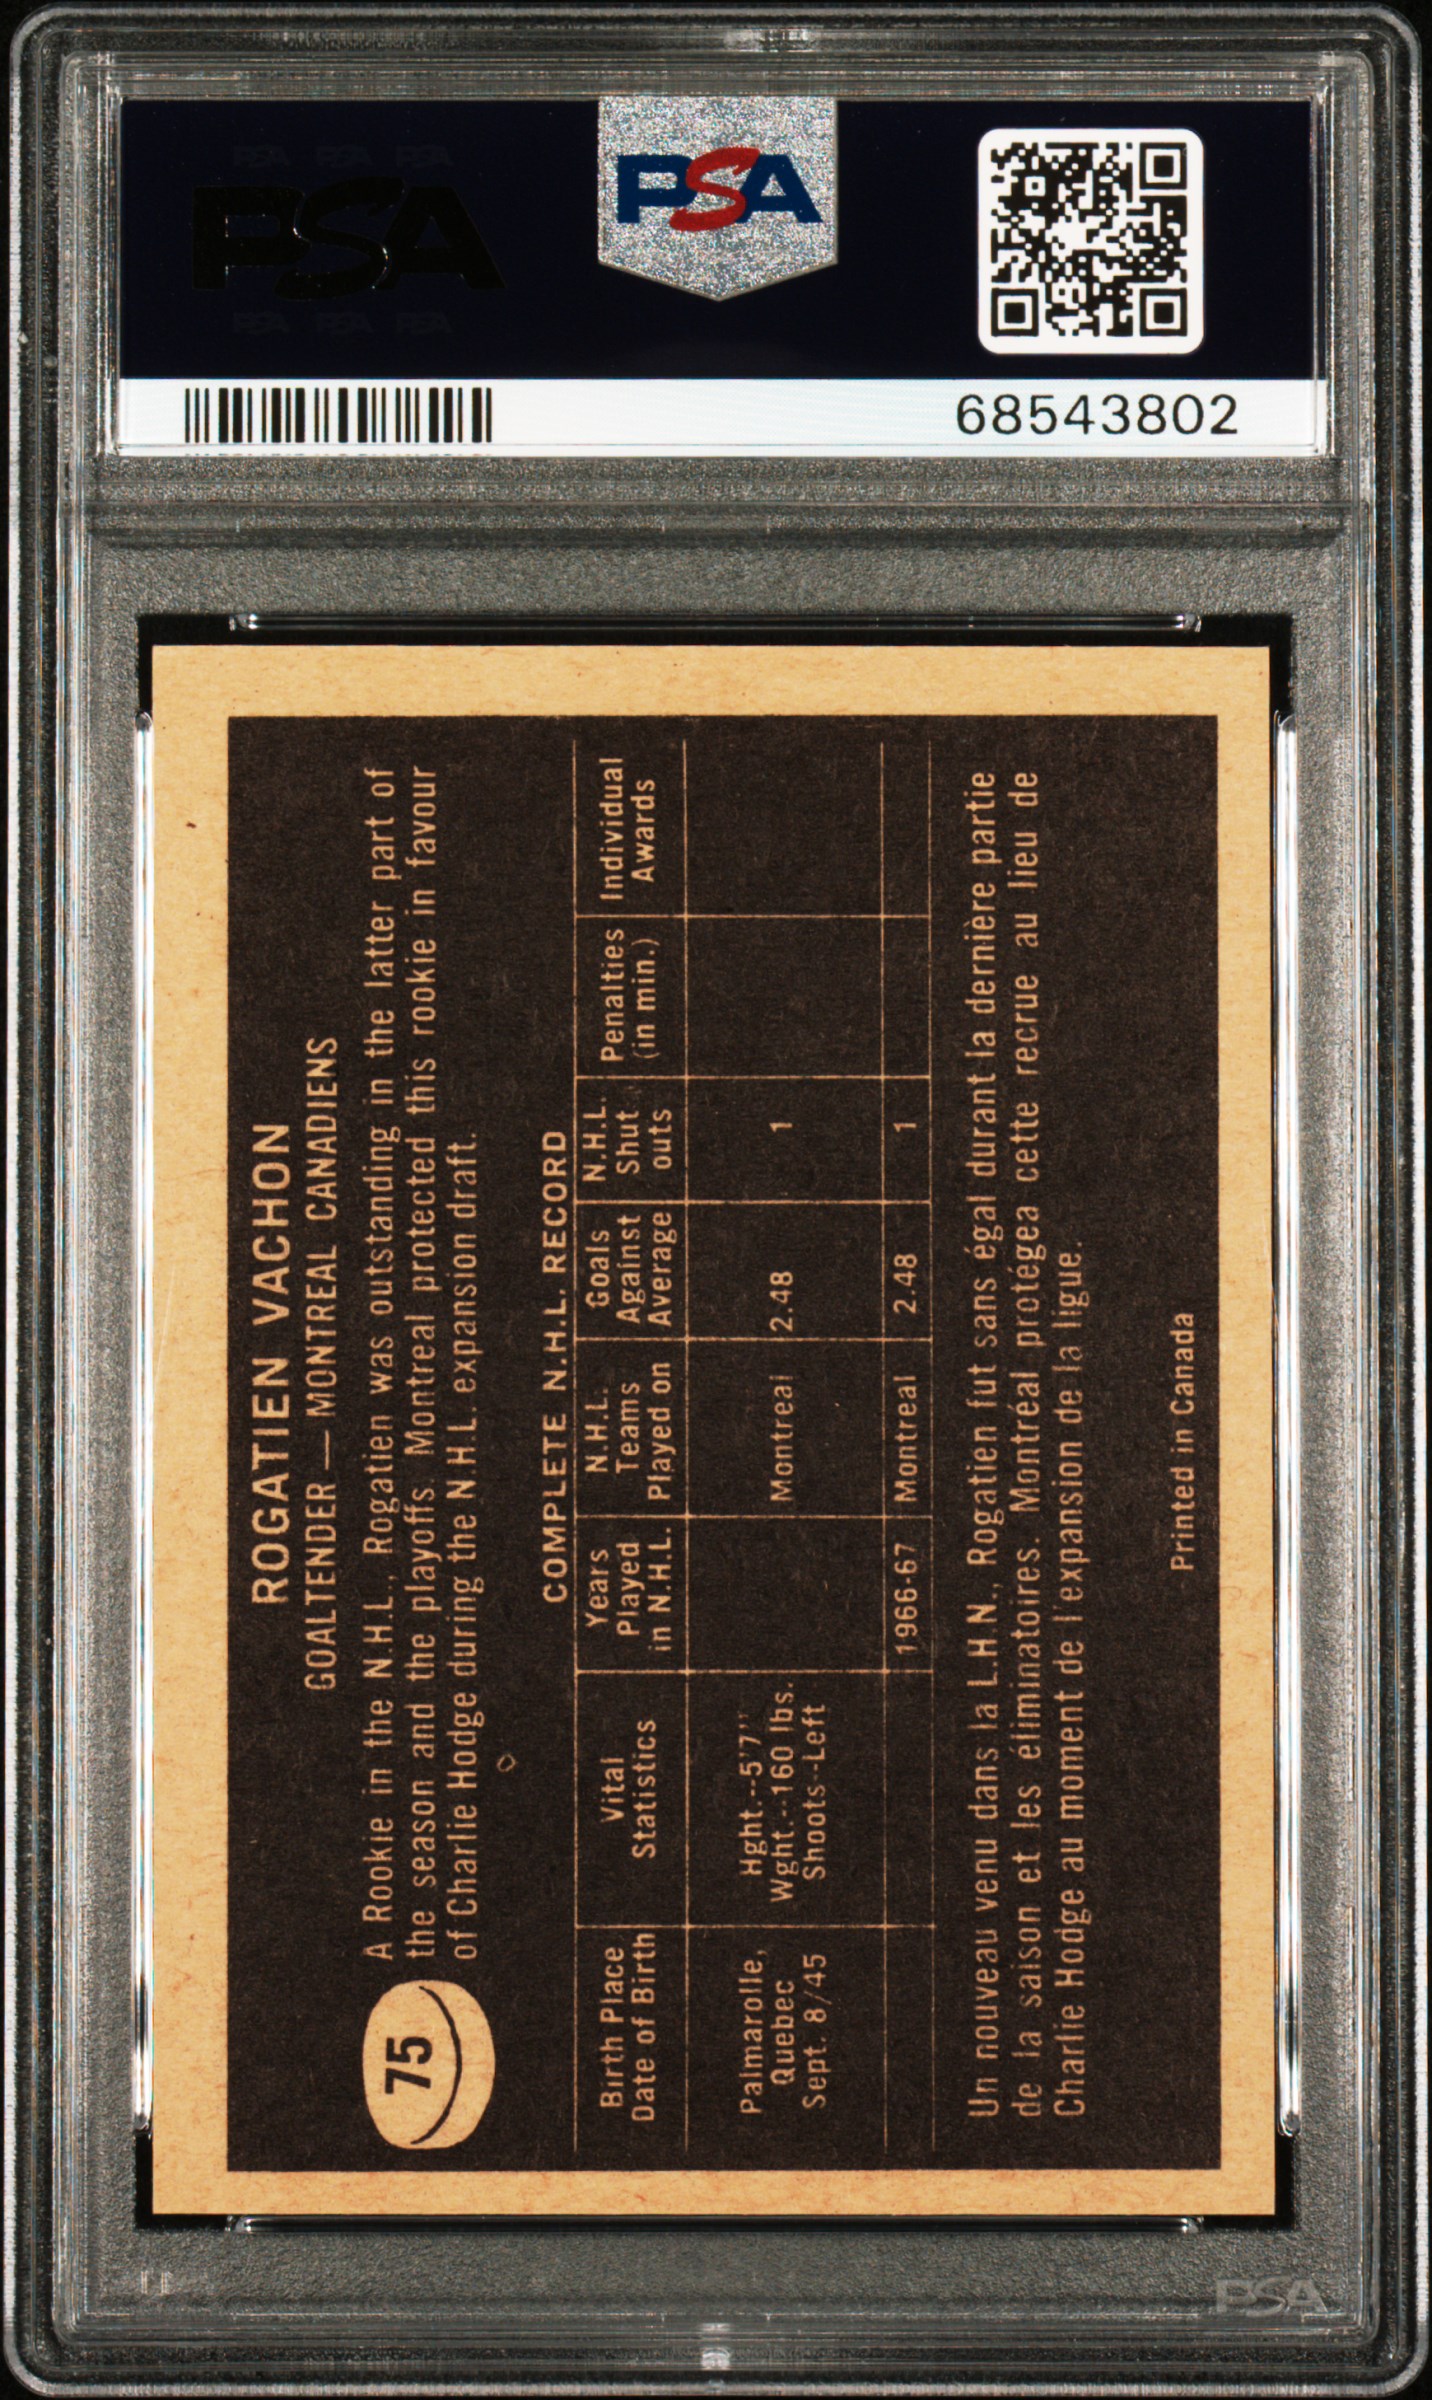 PSA
PSA PSA PSA
PSA
PSA PSA PSA
68543802
75
ROGATIEN VACHON
GOALTENDER — MONTREAL CANADIENS
A Rookie in the N.H.L., Rogatien was outstanding in the latter part of
the season and the playoffs. Montreal protected this rookie in favour
of Charlie Hodge during the N.H.L. expansion draft.
COMPLETE N.H.L. RECORD
Birth Place
Date of Birth
Vital
Statistics
Years
Played
in N.H.L.
N.H.L.
Teams
Played on
Goals
Against
Average
N.H.L.
Shut
outs
Penalties
(in min.)
Individual
Awards
Palmarolle,
Quebec
Sept. 8/45
Hght.--5'7"
Wght.--160 lbs.
Shoots--Left
Montreal
2.48
1
1966-67
Montreal
2.48
1
Un nouveau venu dans la L.H.N., Rogatien fut sans égal durant la dernière partie
de la saison et les éliminatoires. Montréal protégea cette recrue au lieu de
Charlie Hodge au moment de l'expansion de la ligue.
Printed in Canada
PSA